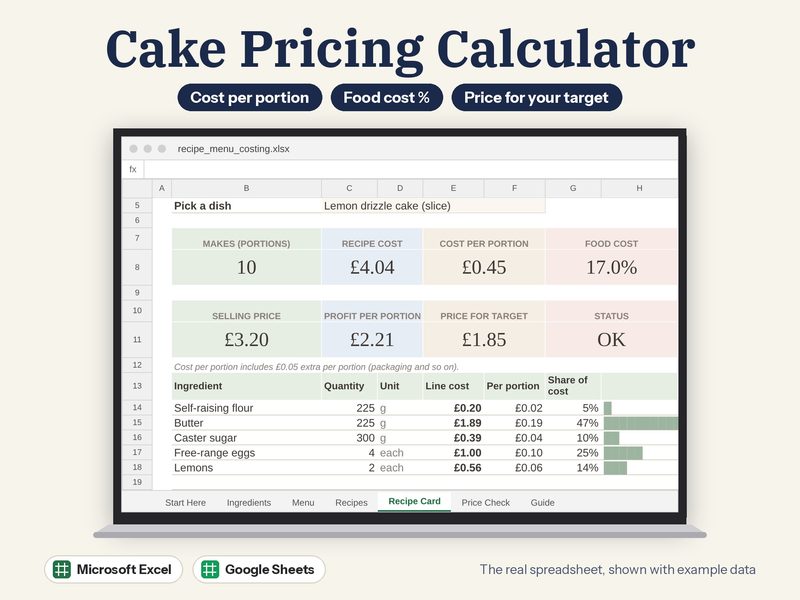 Cake Pricing Calculator
Cost per portion Food cost % Price for your target
recipe_menu_costing.xlsx
fx
A B C D E F G H
5 Pick a dish Lemon drizzle cake (slice)
6
7 MAKES (PORTIONS) RECIPE COST COST PER PORTION FOOD COST
8 10 £4.04 £0.45 17.0%
9
10 SELLING PRICE PROFIT PER PORTION PRICE FOR TARGET STATUS
11 £3.20 £2.21 £1.85 OK
12 Cost per portion includes £0.05 extra per portion (packaging and so on).
13 Ingredient Quantity Unit Line cost Per portion Share of cost
14 Self-raising flour 225 g £0.20 £0.02 5%
15 Butter 225 g £1.89 £0.19 47%
16 Caster sugar 300 g £0.39 £0.04 10%
17 Free-range eggs 4 each £1.00 £0.10 25%
18 Lemons 2 each £0.56 £0.06 14%
19
Start Here Ingredients Menu Recipes Recipe Card Price Check Guide
Microsoft Excel Google Sheets The real spreadsheet, shown with example data